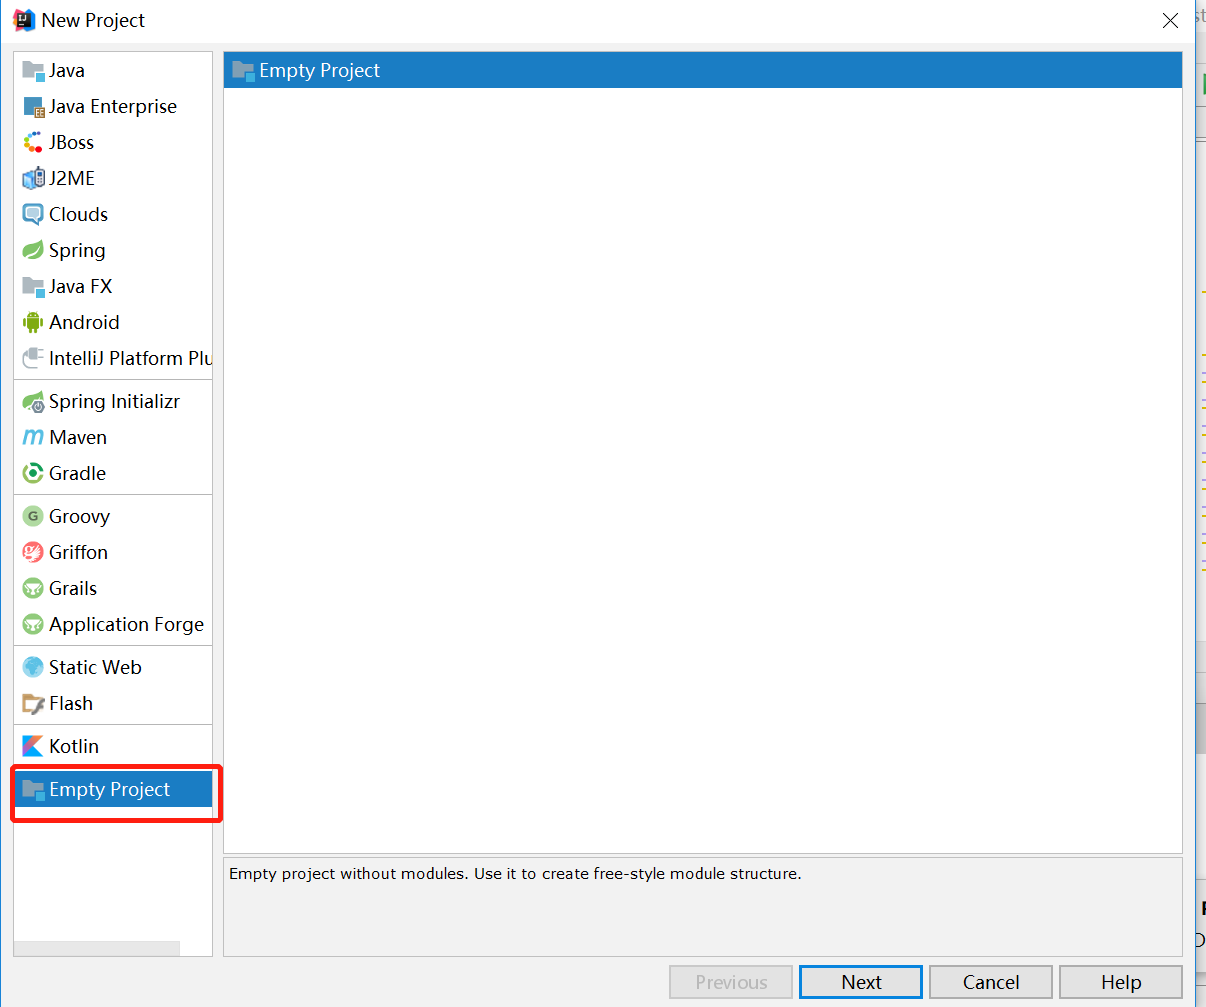 New Project
Java
Java Enterprise
JBoss
J2ME
Clouds
Spring
Java FX
Android
IntelliJ Platform Plu
Spring Initializr
Maven
Gradle
Groovy
Griffon
Grails
Application Forge
Static Web
Flash
Kotlin
Empty Project
Empty Project
Empty project without modules. Use it to create free-style module structure.
Previous
Next
Cancel
Help